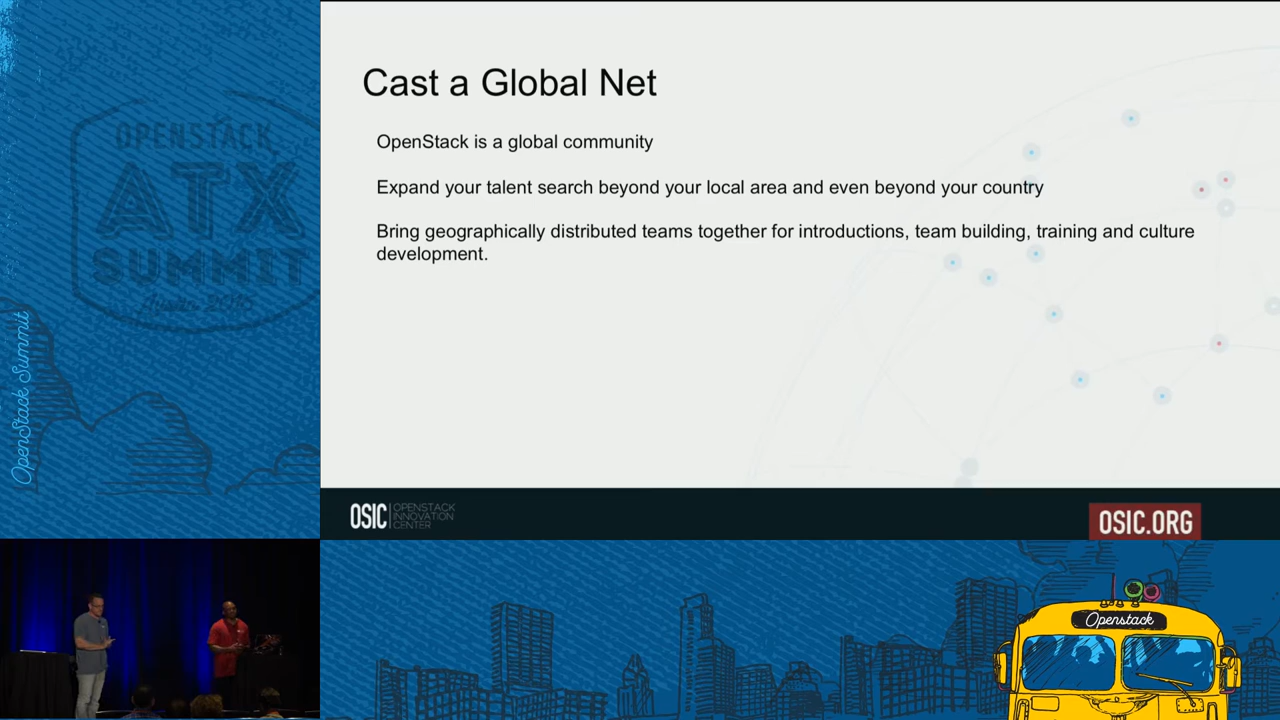 Cast a Global Net
OpenStack is a global community
Expand your talent search beyond your local area and even beyond your country
Bring geographically distributed teams together for introductions, team building, training and culture
development.
OPENSTACK
ATX
SUMMIT
Austin 2016
OpenStack Summit
OSIC
OPENSTACK
INNOVATION
CENTER
OSIC.ORG
Openstack